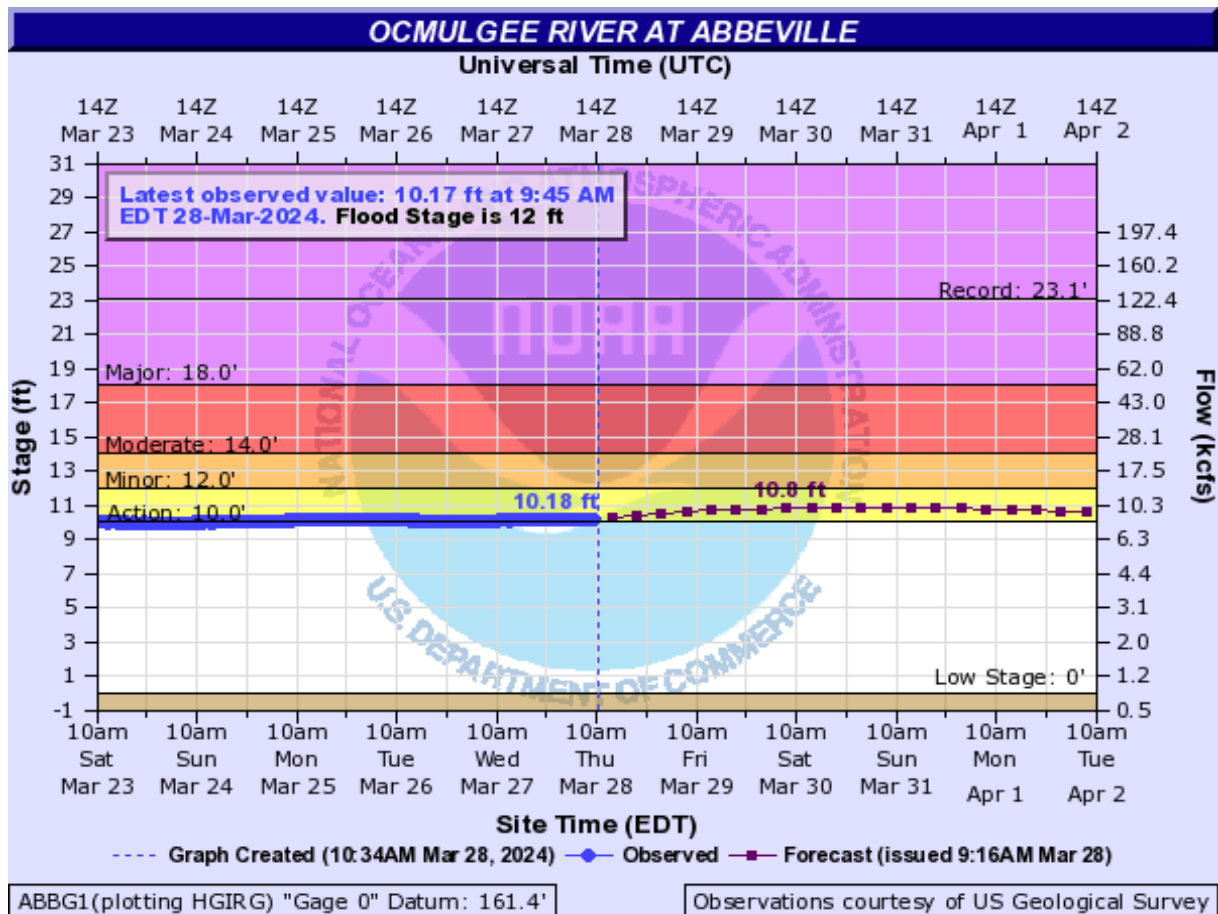 OCMULGEE RIVER AT ABBEVILLE
Universal Time (UTC)
14Z 14Z 14Z 14Z 14Z 14Z 14Z 14Z 14Z 14Z 14Z
Mar 23 Mar 24 Mar 25 Mar 26 Mar 27 Mar 28 Mar 29 Mar 30 Mar 31 Apr 1 Apr 2
Latest observed value: 10.17 ft at 9:45 AM
EDT 28-Mar-2024. Flood Stage is 12 ft
Stage (ft)
31
29
27
25
23
21
19
17
15
13
11
9
7
5
3
1
-1
Flow (kcfs)
197.4
160.2
122.4
88.8
62.0
43.0
28.1
17.5
10.3
6.3
4.4
3.1
2.0
1.2
0.5
Record: 23.1'
Major: 18.0'
Moderate: 14.0'
Minor: 12.0'
Action: 10.0'
Low Stage: 0'
10.18 ft
10.8 ft
NATIONAL OCEANIC AND ATMOSPHERIC ADMINISTRATION
NOAA
U.S. DEPARTMENT OF COMMERCE
10am 10am 10am 10am 10am 10am 10am 10am 10am 10am 10am
Sat Sun Mon Tue Wed Thu Fri Sat Sun Mon Tue
Mar 23 Mar 24 Mar 25 Mar 26 Mar 27 Mar 28 Mar 29 Mar 30 Mar 31 Apr 1 Apr 2
Site Time (EDT)
Graph Created (10:34AM Mar 28, 2024) Observed Forecast (issued 9:16AM Mar 28)
ABBG1(plotting HGIRG) "Gage 0" Datum: 161.4'
Observations courtesy of US Geological Survey